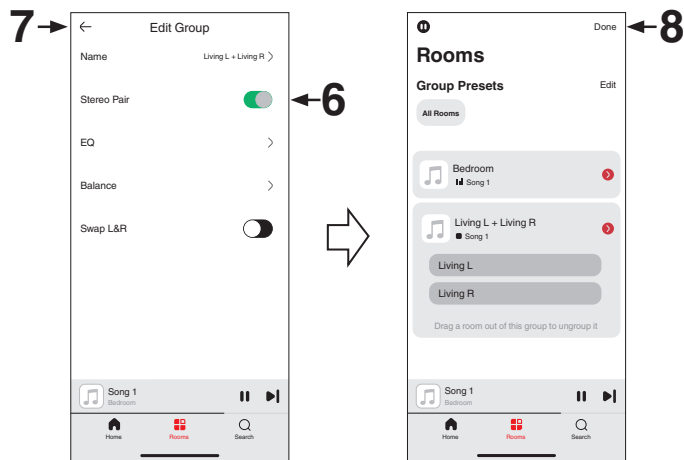 7
Edit Group
Name
Living L + Living R
Stereo Pair
6
EQ
Balance
Swap L&R
Song 1
Bedroom
Home
Rooms
Search
Done
8
Rooms
Group Presets
Edit
All Rooms
Bedroom
Song 1
Living L + Living R
Song 1
Living L
Living R
Drag a room out of this group to ungroup it
Song 1
Bedroom
Home
Rooms
Search